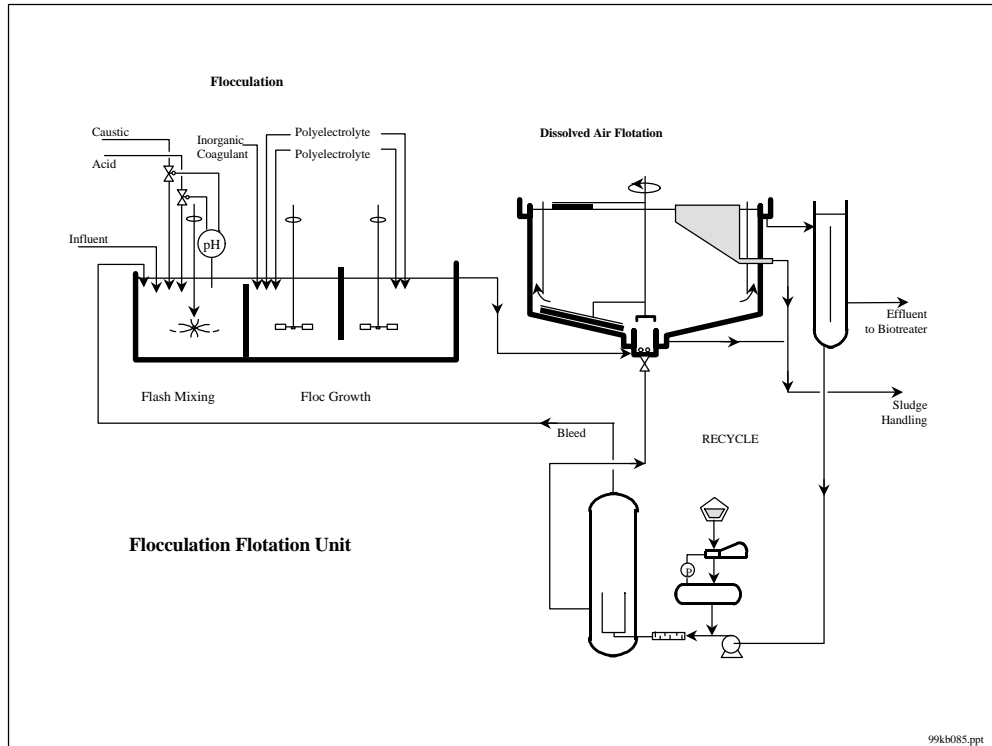 Flocculation
Caustic
Acid
Inorganic
Coagulant
Polyelectrolyte
Polyelectrolyte
Dissolved Air Flotation
Influent
pH
Effluent
to Biotreater
Flash Mixing
Floc Growth
Sludge
Handling
Bleed
RECYCLE
Flocculation Flotation Unit
P
99kb085.ppt